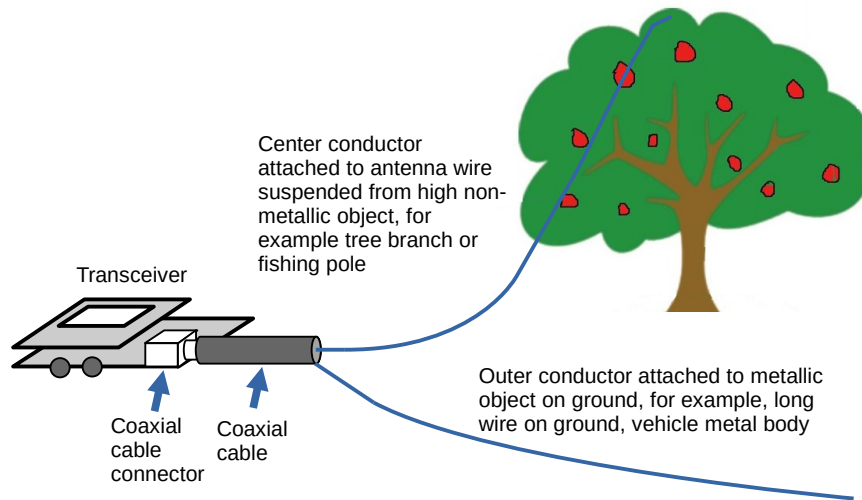 Center conductor
attached to antenna wire
suspended from high non-
metallic object, for
example tree branch or
fishing pole
Transceiver
Outer conductor attached to metallic
object on ground, for example, long
wire on ground, vehicle metal body
Coaxial
cable
connector
Coaxial
cable